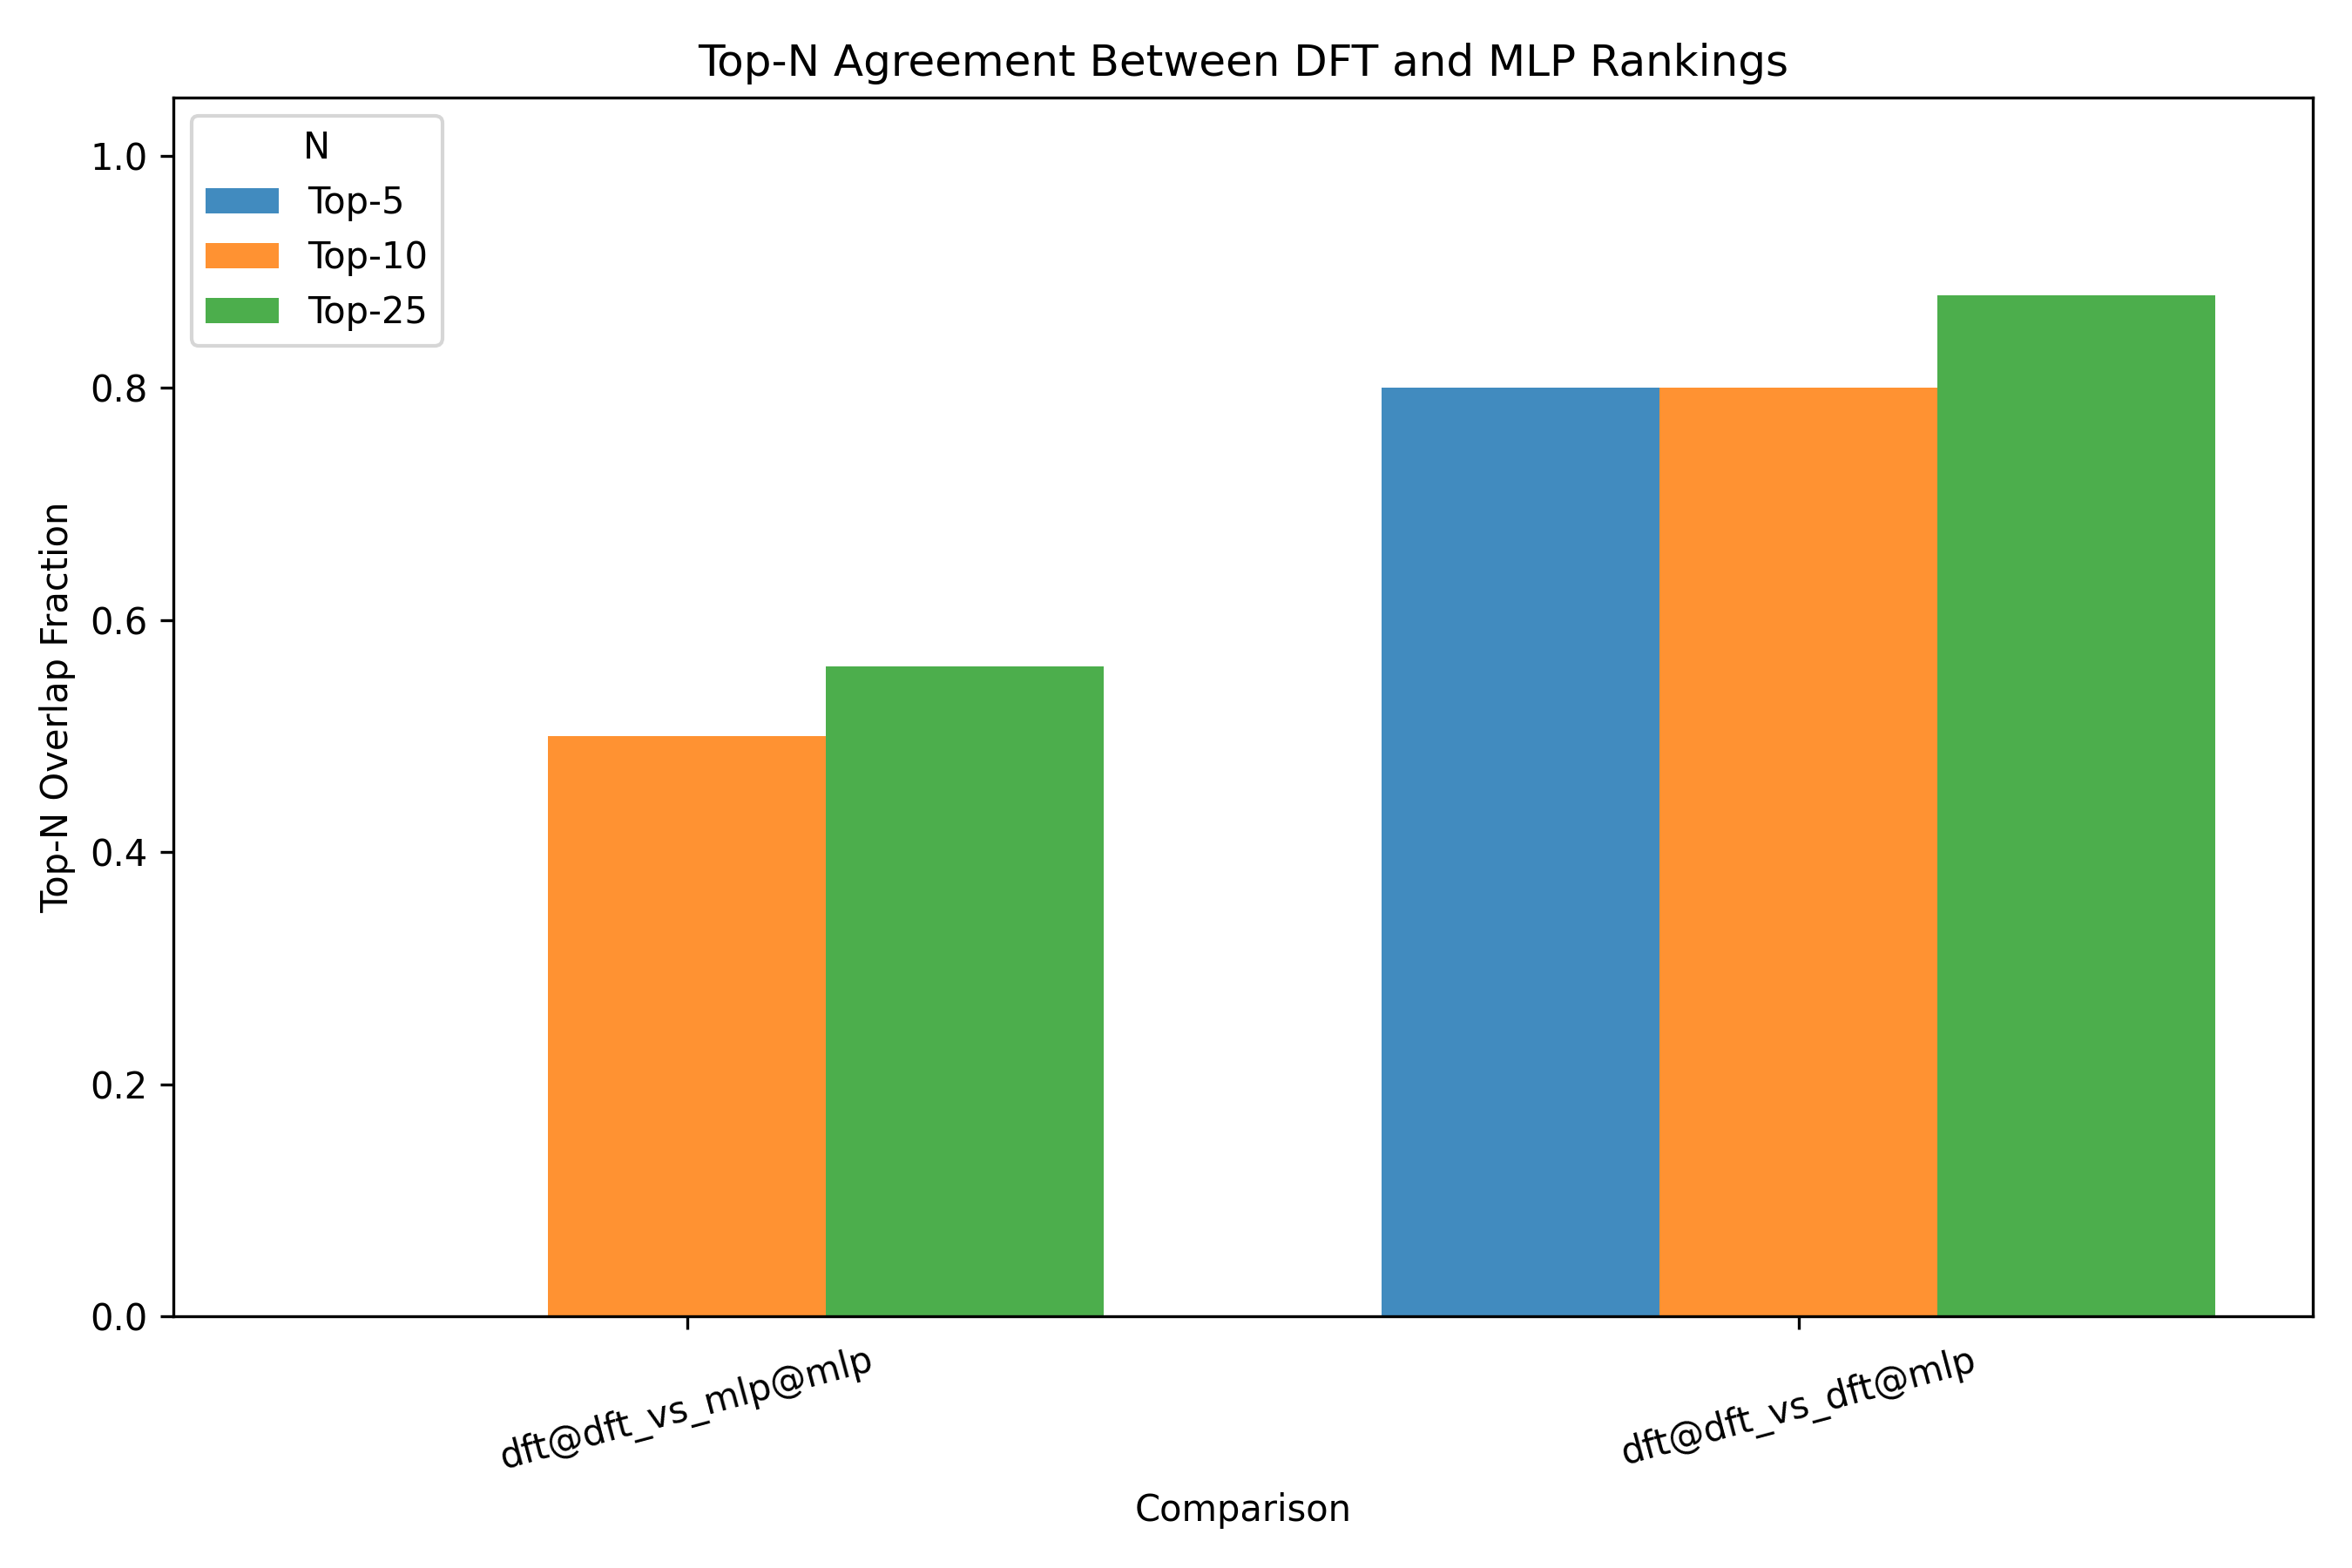 Top-N Agreement Between DFT and MLP Rankings
N
Top-5
Top-10
Top-25
Top-N Overlap Fraction
1.0
0.8
0.6
0.4
0.2
0.0
dft@dft_vs_mlp@mlp
dft@dft_vs_dft@mlp
Comparison